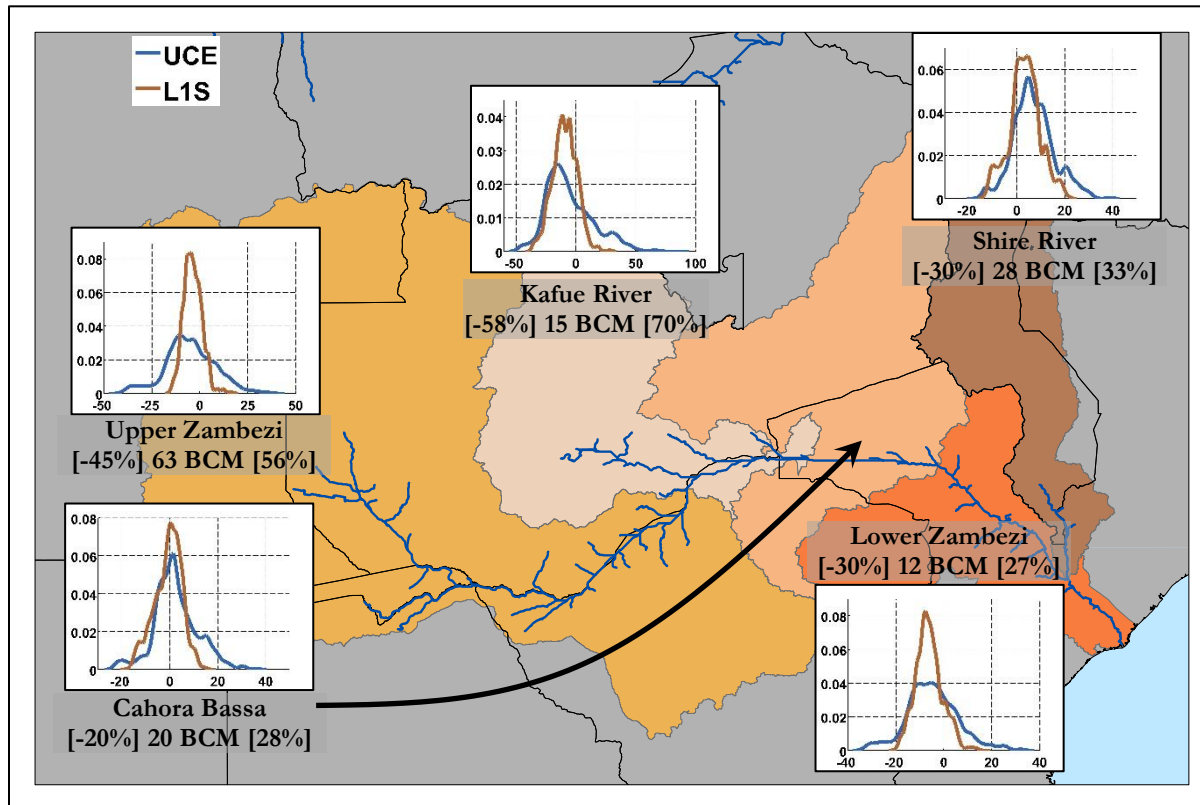 UCE
L1S
0.06
0.04
0.02
0
-20 0 20 40
Shire River
[-30%] 28 BCM [33%]
0.04
0.03
0.02
0.01
0
-50 0 50 100
Kafue River
[-58%] 15 BCM [70%]
0.08
0.06
0.04
0.02
0
-50 -25 0 25 50
Upper Zambezi
[-45%] 63 BCM [56%]
0.08
0.06
0.04
0.02
0
-20 0 20 40
Cahora Bassa
[-20%] 20 BCM [28%]
Lower Zambezi
[-30%] 12 BCM [27%]
0.08
0.06
0.04
0.02
0
-40 -20 0 20 40